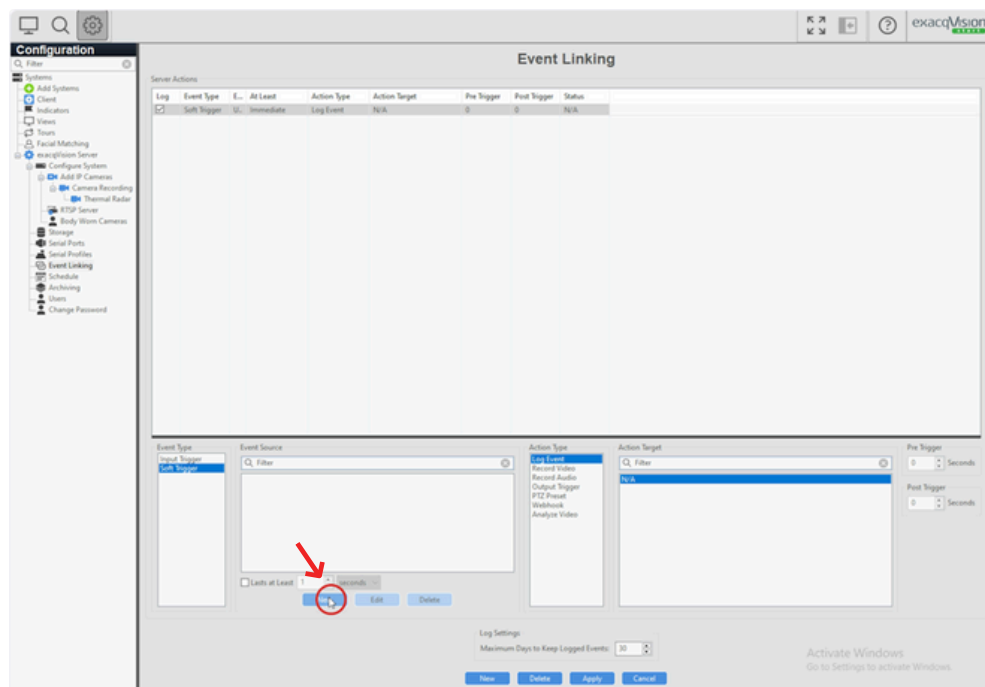 exacqVision
start
Configuration
Filter
Systems
Add Systems
Client
Indicators
Views
Tours
Facial Matching
exacqVision Server
Configure System
Add IP Cameras
Camera Recording
Thermal Radar
RTSP Server
Body Worn Cameras
Storage
Serial Ports
Serial Profiles
Event Linking
Schedule
Archiving
Users
Change Password
Event Linking
Server Actions
Log Event Type E... At Least Action Type Action Target Pre Trigger Post Trigger Status
Soft Trigger U... Immediate Log Event N/A 0 0 N/A
Event Type
Input Trigger
Soft Trigger
Event Source
Filter
Lasts at Least 1 seconds
Edit Delete
Action Type
Log Event
Record Video
Record Audio
Output Trigger
PTZ Preset
Webhook
Analyze Video
Action Target
Filter
N/A
Pre Trigger
0 Seconds
Post Trigger
0 Seconds
Log Settings
Maximum Days to Keep Logged Events: 30
New Delete Apply Cancel
Activate Windows
Go to Settings to activate Windows.